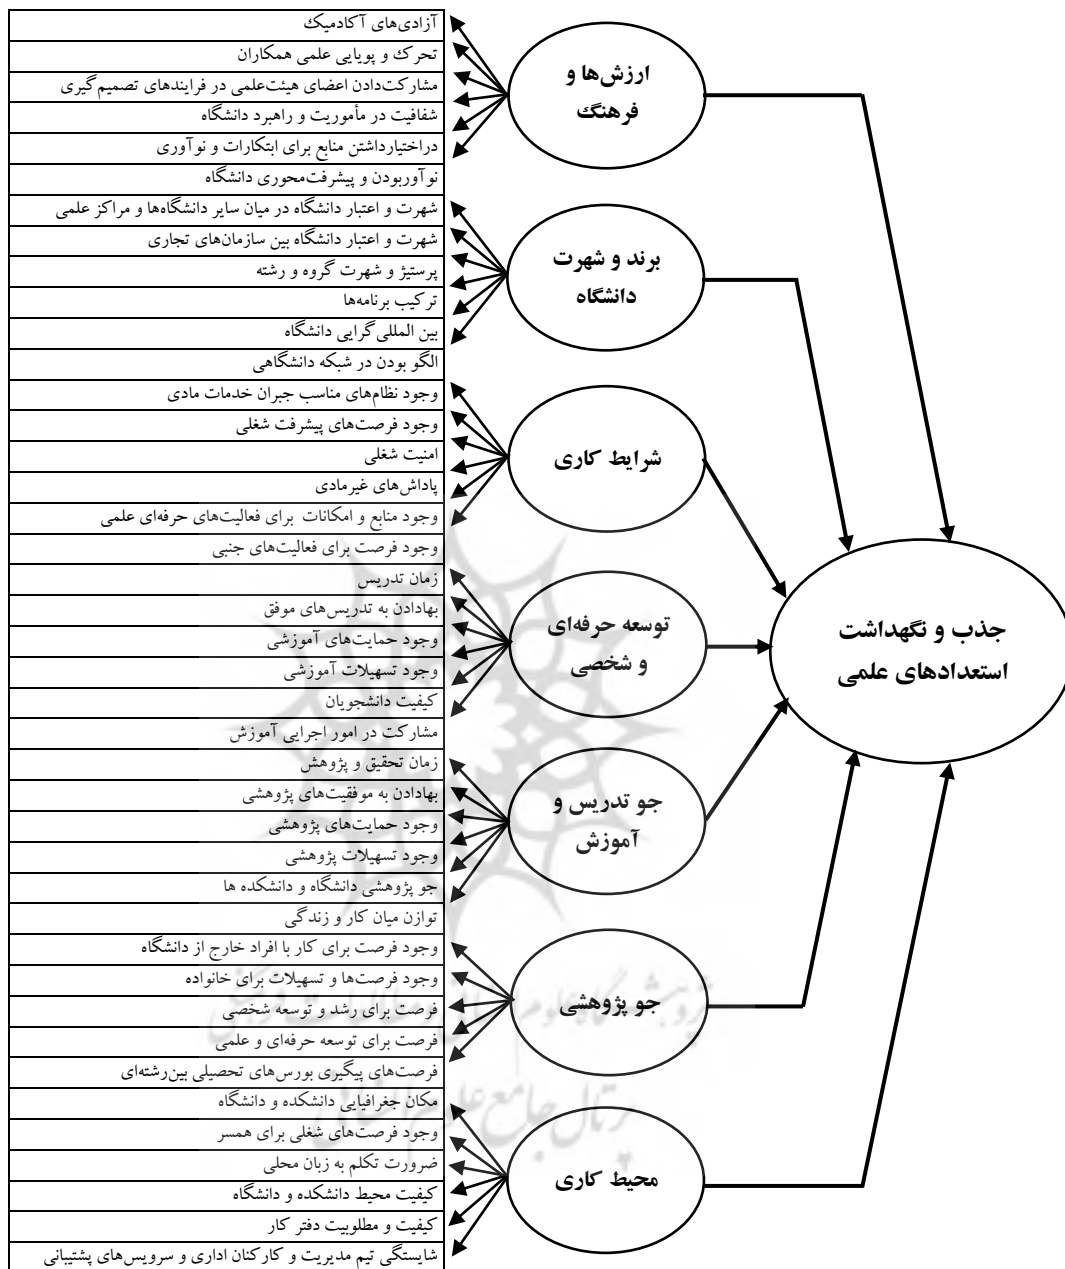 آزادی‌های آکادمیک
تحرک و پویایی علمی همکاران
مشارکت‌دادن اعضای هیئت‌علمی در فرایندهای تصمیم‌گیری
شفافیت در مأموریت و راهبرد دانشگاه
دراختیارداشتن منابع برای ابتکارات و نوآوری
نوآوربودن و پیشرفت‌محوری دانشگاه
شهرت و اعتبار دانشگاه در میان سایر دانشگاه‌ها و مراکز علمی
شهرت و اعتبار دانشگاه بین سازمان‌های تجاری
پرستیژ و شهرت گروه و رشته
ترکیب برنامه‌ها
بین المللی‌گرایی دانشگاه
الگو بودن در شبکه دانشگاهی
وجود نظام‌های مناسب جبران خدمات مادی
وجود فرصت‌های پیشرفت شغلی
امنیت شغلی
پاداش‌های غیرمادی
وجود منابع و امکانات برای فعالیت‌های حرفه‌ای علمی
وجود فرصت برای فعالیت‌های جنبی
زمان تدریس
بهادادن به تدریس‌های موفق
وجود حمایت‌های آموزشی
وجود تسهیلات آموزشی
کیفیت دانشجویان
مشارکت در امور اجرایی آموزش
زمان تحقیق و پژوهش
بهادادن به موفقیت‌های پژوهشی
وجود حمایت‌های پژوهشی
وجود تسهیلات پژوهشی
جو پژوهشی دانشگاه و دانشکده ها
توازن میان کار و زندگی
وجود فرصت برای کار با افراد خارج از دانشگاه
وجود فرصت‌ها و تسهیلات برای خانواده
فرصت برای رشد و توسعه شخصی
فرصت برای توسعه حرفه‌ای و علمی
فرصت‌های پیگیری بورس‌های تحصیلی بین‌رشته‌ای
مکان جغرافیایی دانشکده و دانشگاه
وجود فرصت‌های شغلی برای همسر
ضرورت تکلم به زبان محلی
کیفیت محیط دانشکده و دانشگاه
کیفیت و مطلوبیت دفتر کار
شایستگی تیم مدیریت و کارکنان اداری و سرویس‌های پشتیبانی
ارزش‌ها و
فرهنگ
برند و شهرت
دانشگاه
شرایط کاری
توسعه حرفه‌ای
و شخصی
جو تدریس و
آموزش
جو پژوهشی
محیط کاری
جذب و نگهداشت
استعدادهای علمی
پژوهشگاه علوم انسانی و مطالعات فرهنگی
پرتال جامع علوم انسانی